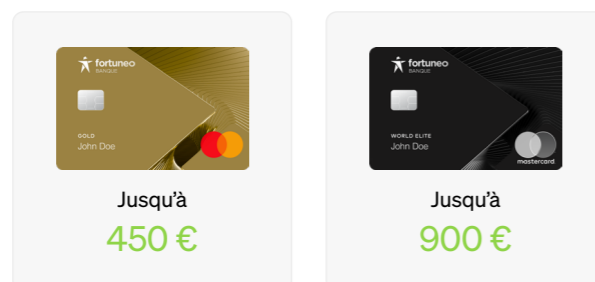 fortuneo
BANQUE
GOLD
John Doe
Jusqu'à
450 €
fortuneo
BANQUE
WORLD ELITE
John Doe
mastercard
Jusqu'à
900 €